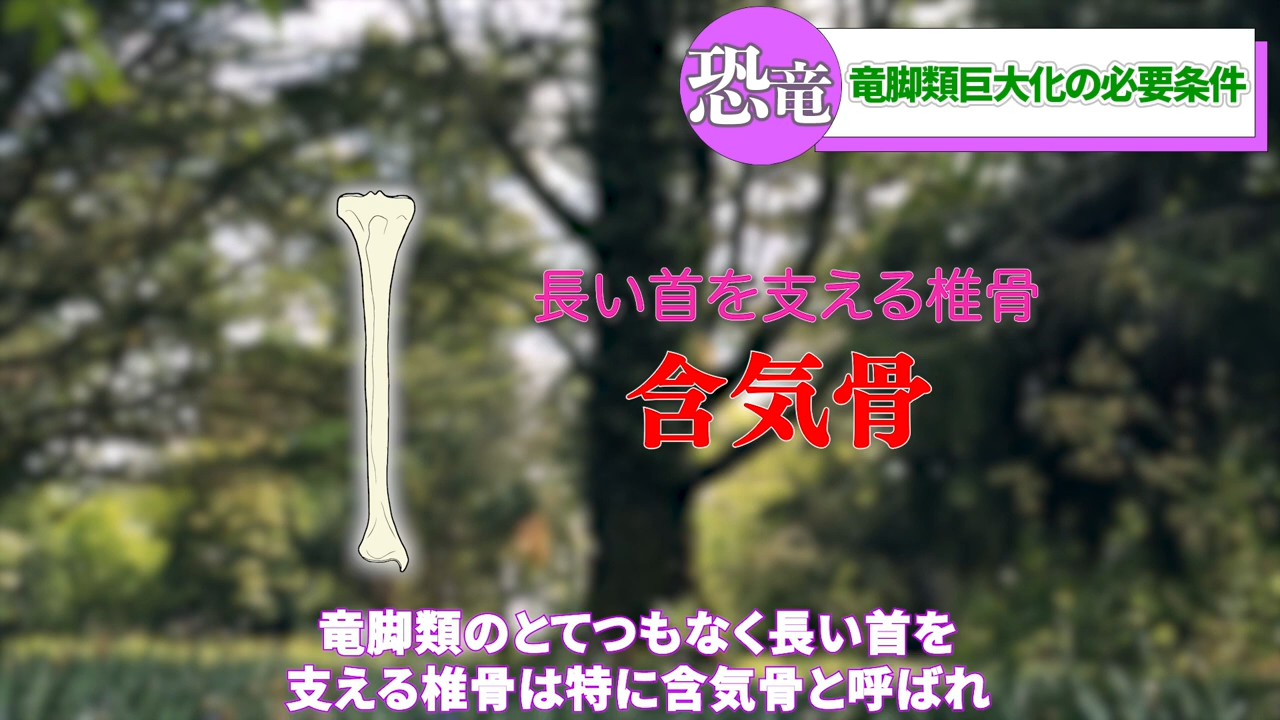 恐竜
竜脚類巨大化の必要条件
長い首を支える椎骨
含気骨
竜脚類のとてつもなく長い首を
支える椎骨は特に含気骨と呼ばれ